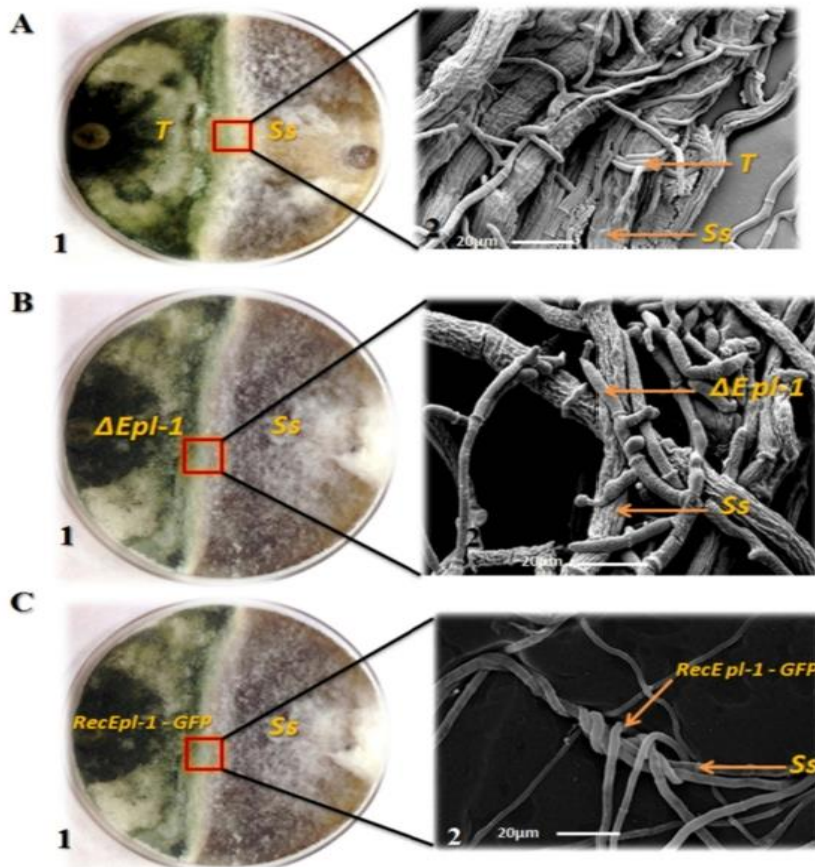 A
T
Ss
1
T
Ss
2
20µm
B
ΔEpl-1
Ss
1
ΔE pl-1
Ss
2
20µm
C
RecEpl-1 - GFP
Ss
1
RecE pl-1 - GFP
Ss
2
20µm